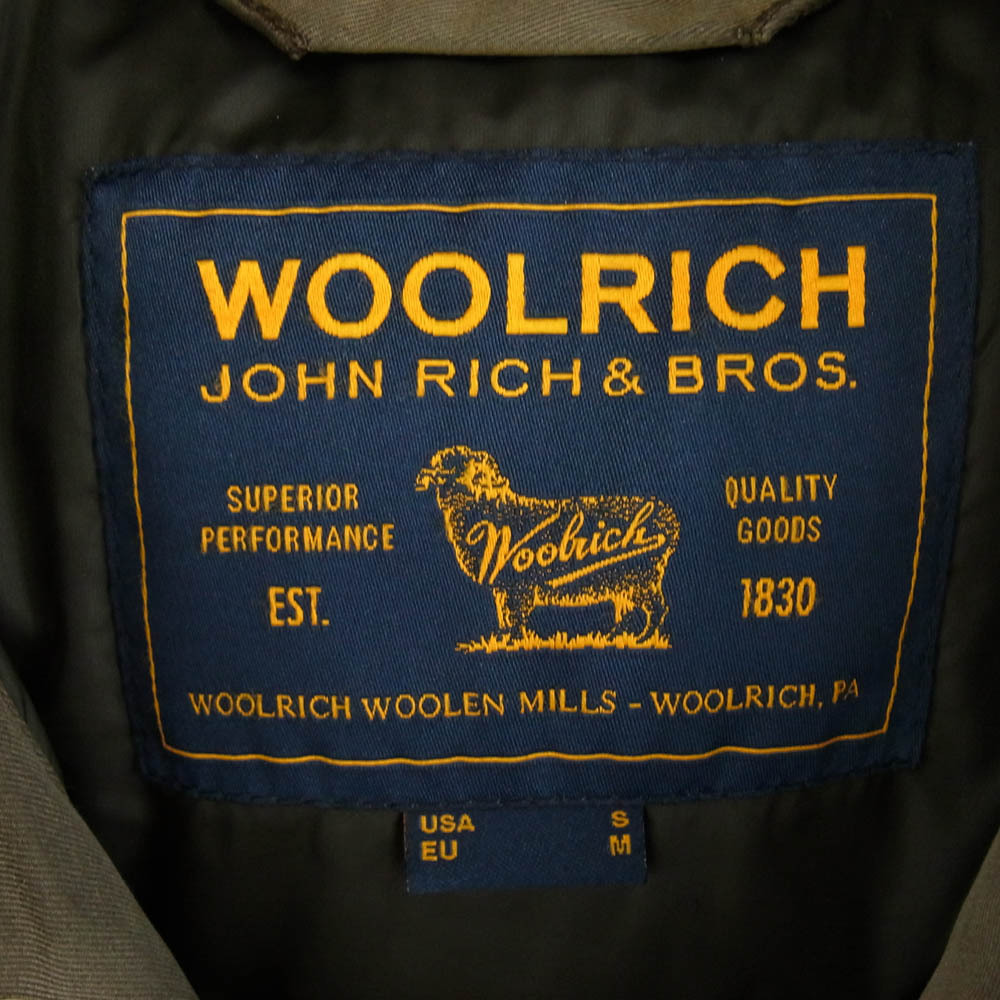 WOOLRICH
JOHN RICH & BROS.
SUPERIOR
PERFORMANCE
EST.
Woolrich
QUALITY
GOODS
1830
WOOLRICH WOOLEN MILLS - WOOLRICH, PA
USA S
EU M